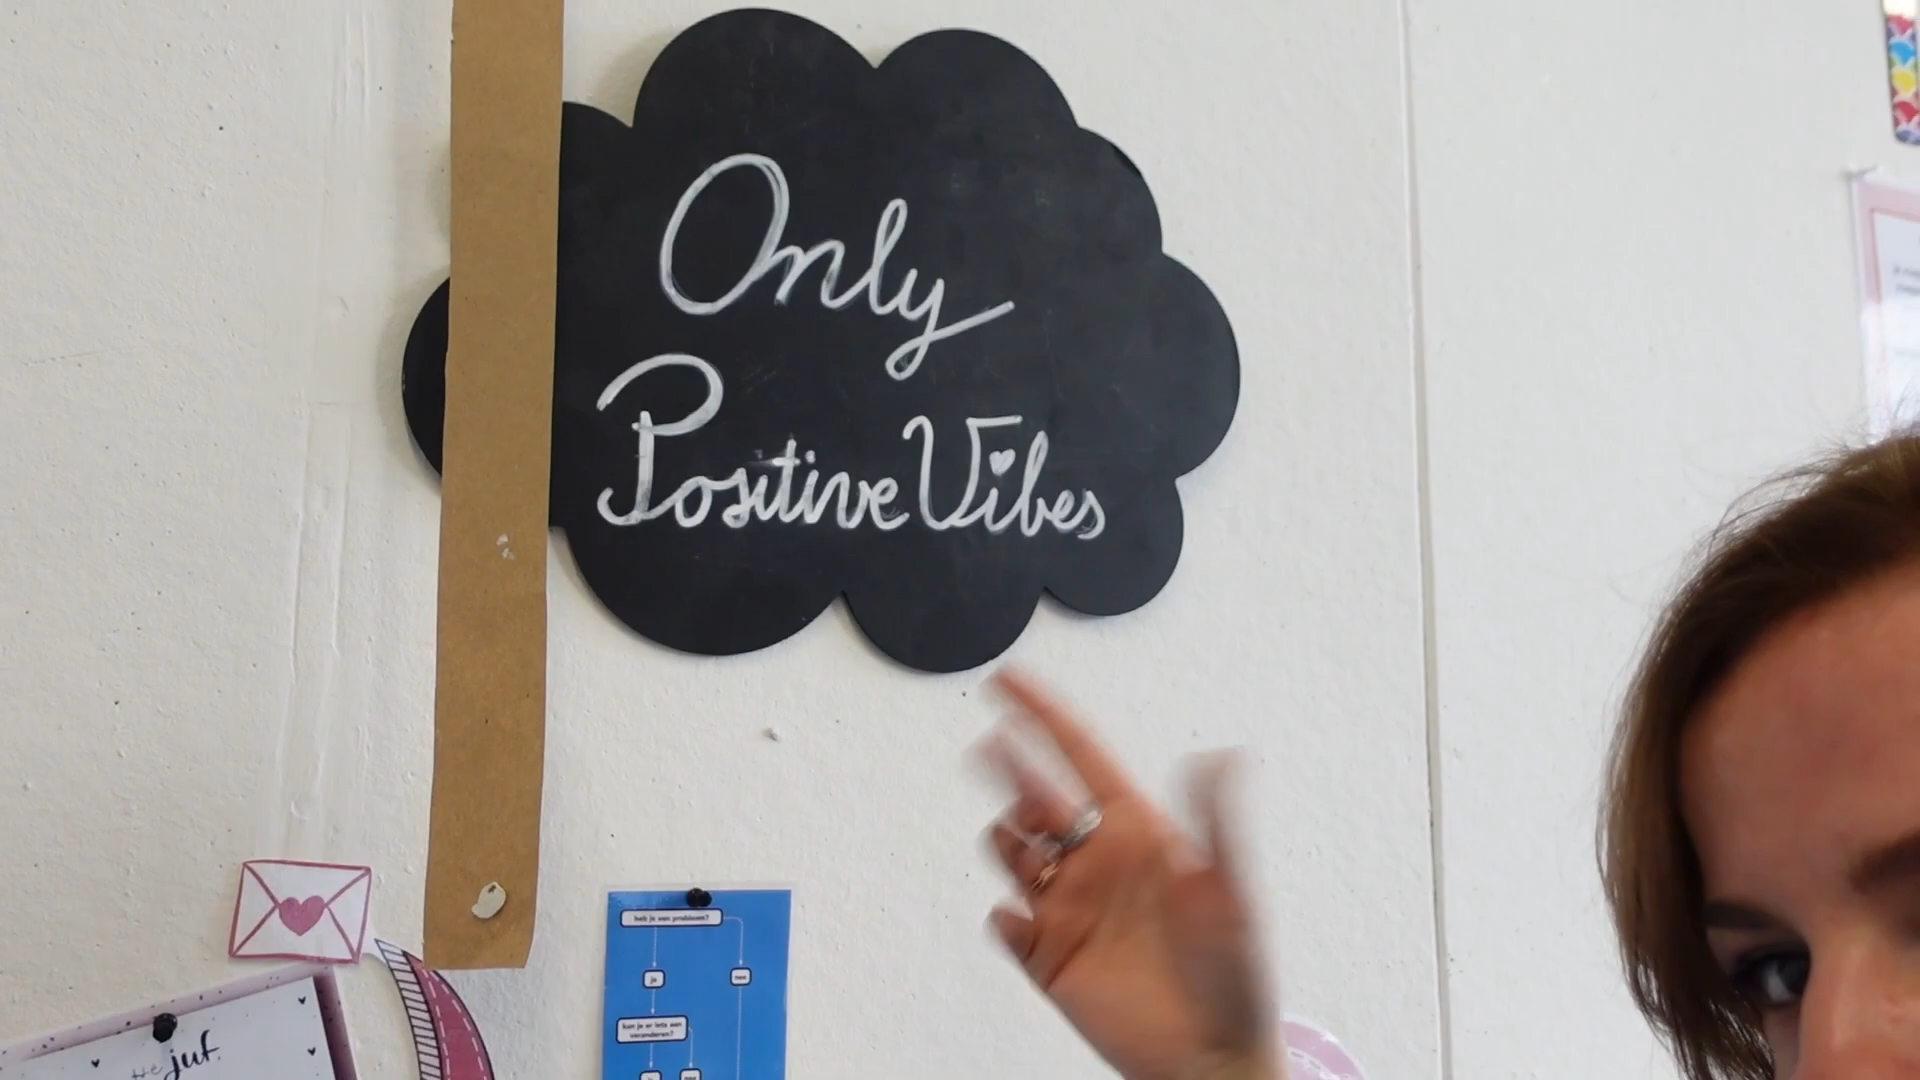 Only
Positive Vibes
heb je een probleem?
ja
nee
kan je er iets aan
veranderen?
juf